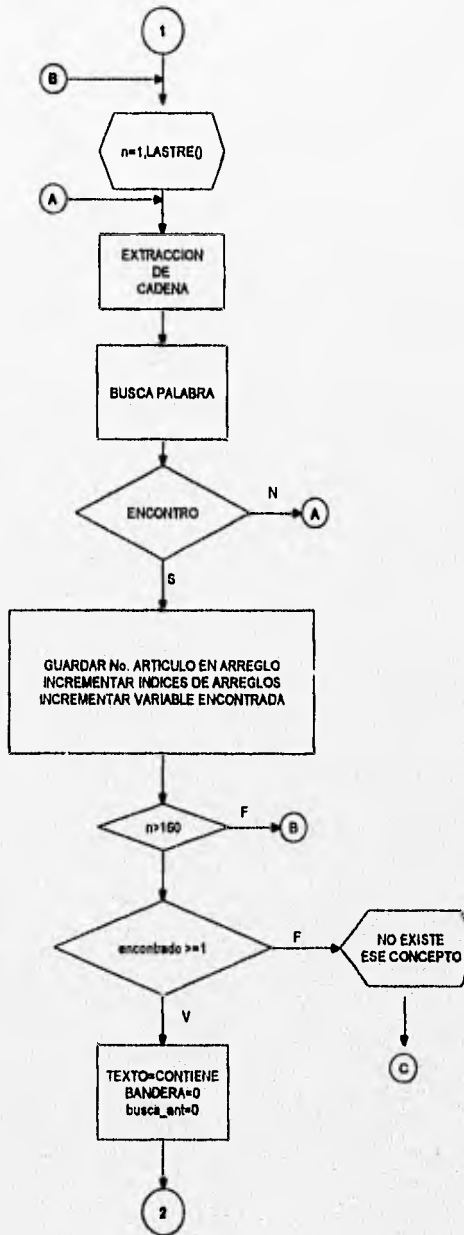 1
B
n=1,LASTRE()
A
EXTRACCION
DE
CADENA
BUSCA PALABRA
ENCONTRO
N
A
S
GUARDAR No. ARTICULO EN ARREGLO
INCREMENTAR INDICES DE ARREGLOS
INCREMENTAR VARIABLE ENCONTRADA
n>150
F
B
encontrado >=1
F
NO EXISTE
ESE CONCEPTO
V
C
TEXTO=CONTIENE
BANDERA=0
busca_ant=0
2